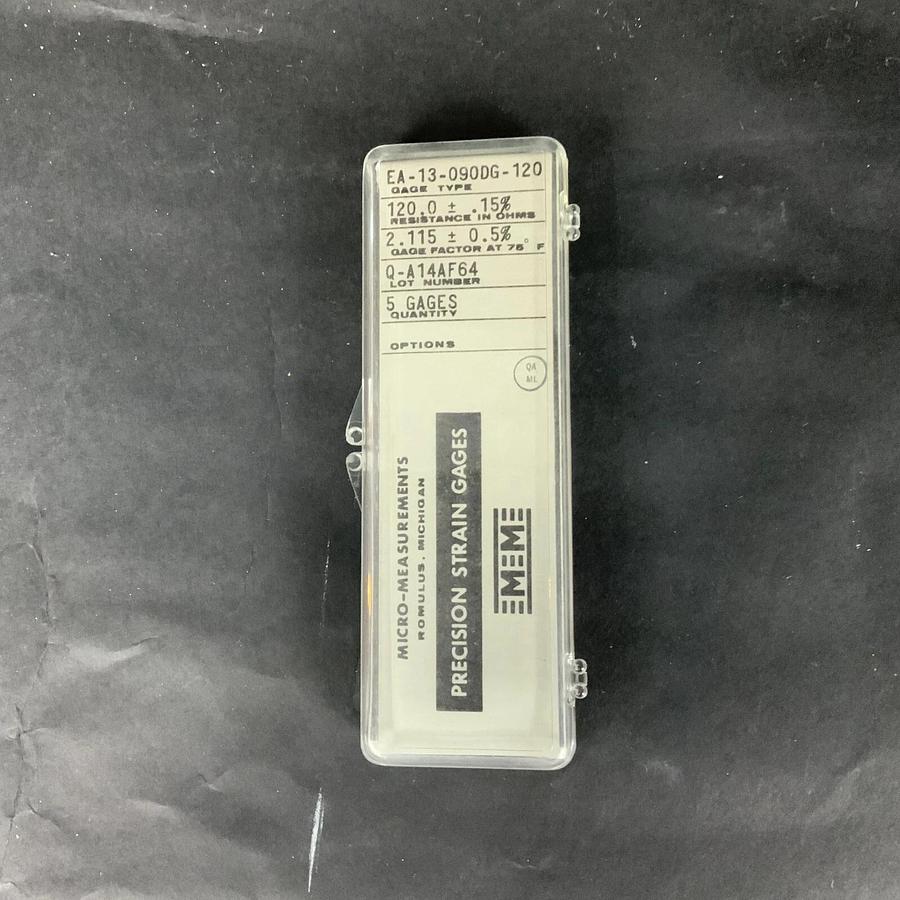 EA-13-090DG-120
GAGE TYPE
120.0 ± .15%
RESISTANCE IN OHMS
2.115 ± 0.5%
GAGE FACTOR AT 75° F
Q-A14AF64
LOT NUMBER
5 GAGES
QUANTITY
OPTIONS
QA
ML
MICRO-MEASUREMENTS
ROMULUS, MICHIGAN
PRECISION STRAIN GAGES
MM